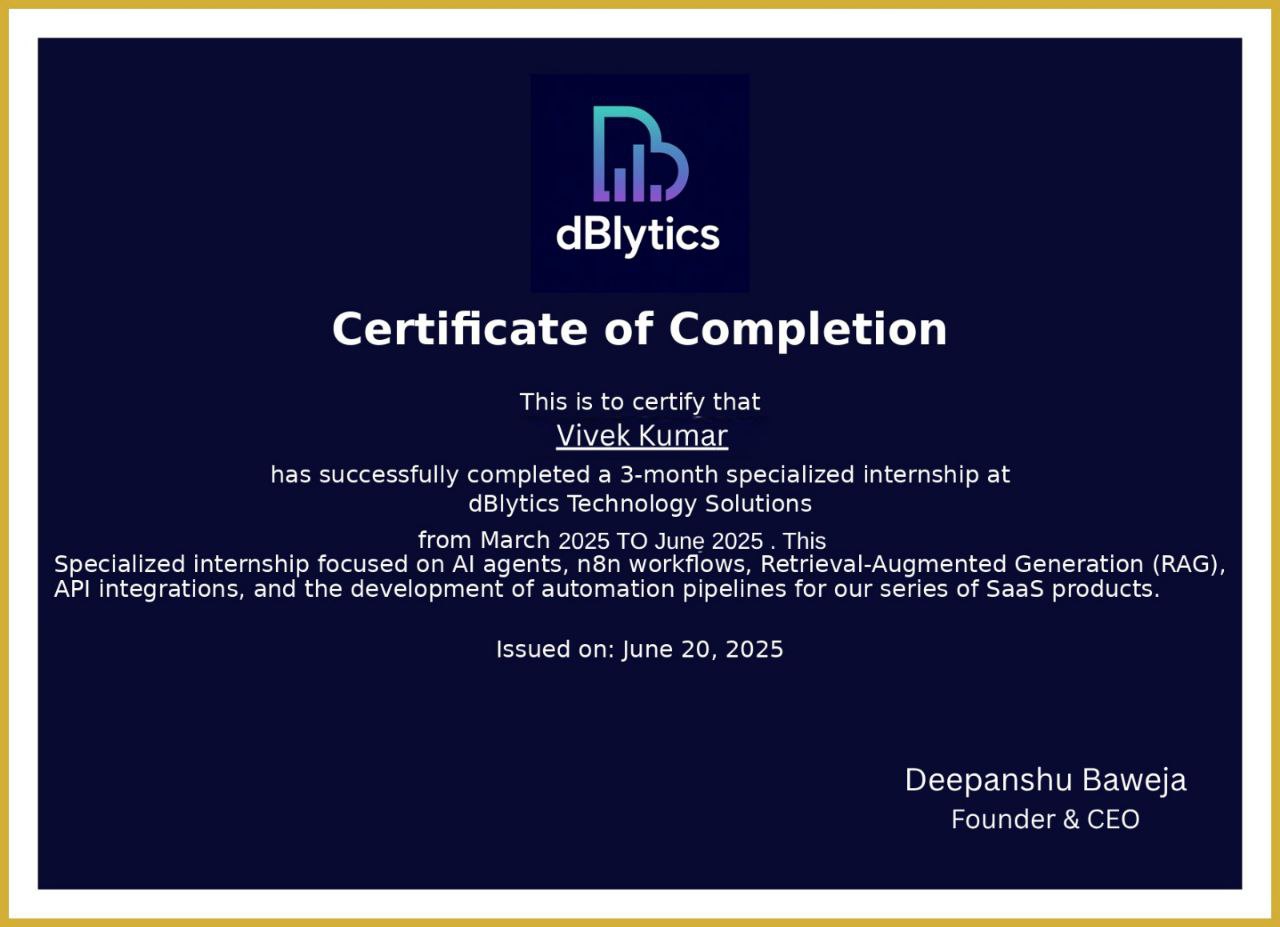 dBlytics
Certificate of Completion
This is to certify that
Vivek Kumar
has successfully completed a 3-month specialized internship at
dBlytics Technology Solutions
from March 2025 TO June 2025 . This
Specialized internship focused on AI agents, n8n workflows, Retrieval-Augmented Generation (RAG),
API integrations, and the development of automation pipelines for our series of SaaS products.
Issued on: June 20, 2025
Deepanshu Baweja
Founder & CEO